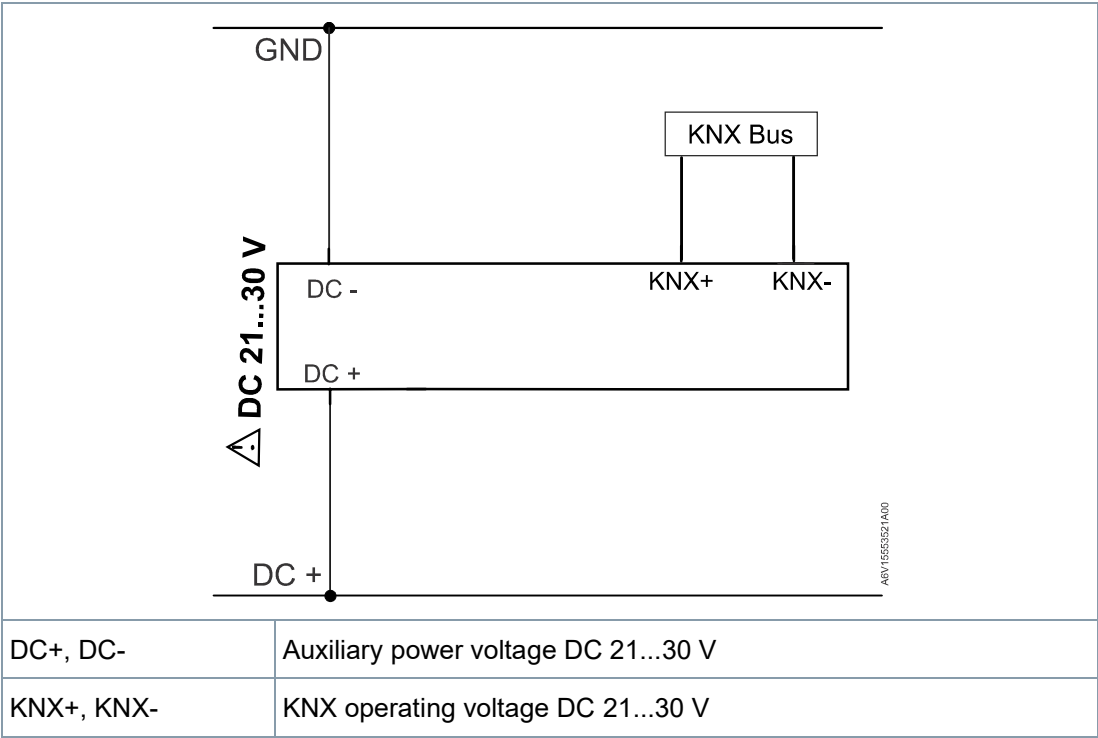 GND
KNX Bus
DC 21...30 V
DC -
KNX+
KNX-
DC +
DC +
A6V15553521A00
DC+, DC-
Auxiliary power voltage DC 21...30 V
KNX+, KNX-
KNX operating voltage DC 21...30 V